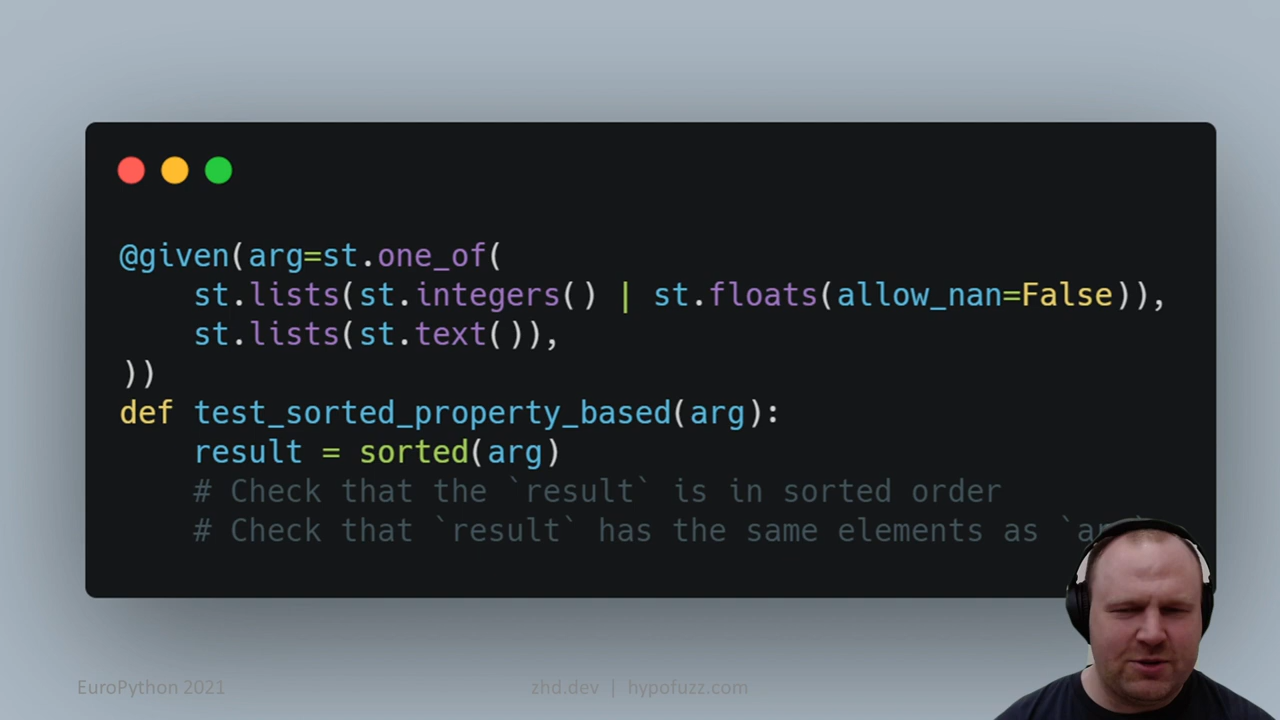 @given(arg=st.one_of(
    st.lists(st.integers() | st.floats(allow_nan=False)),
    st.lists(st.text()),
))
def test_sorted_property_based(arg):
    result = sorted(arg)
    # Check that the `result` is in sorted order
    # Check that `result` has the same elements as
EuroPython 2021
zhd.dev | hypofuzz.com